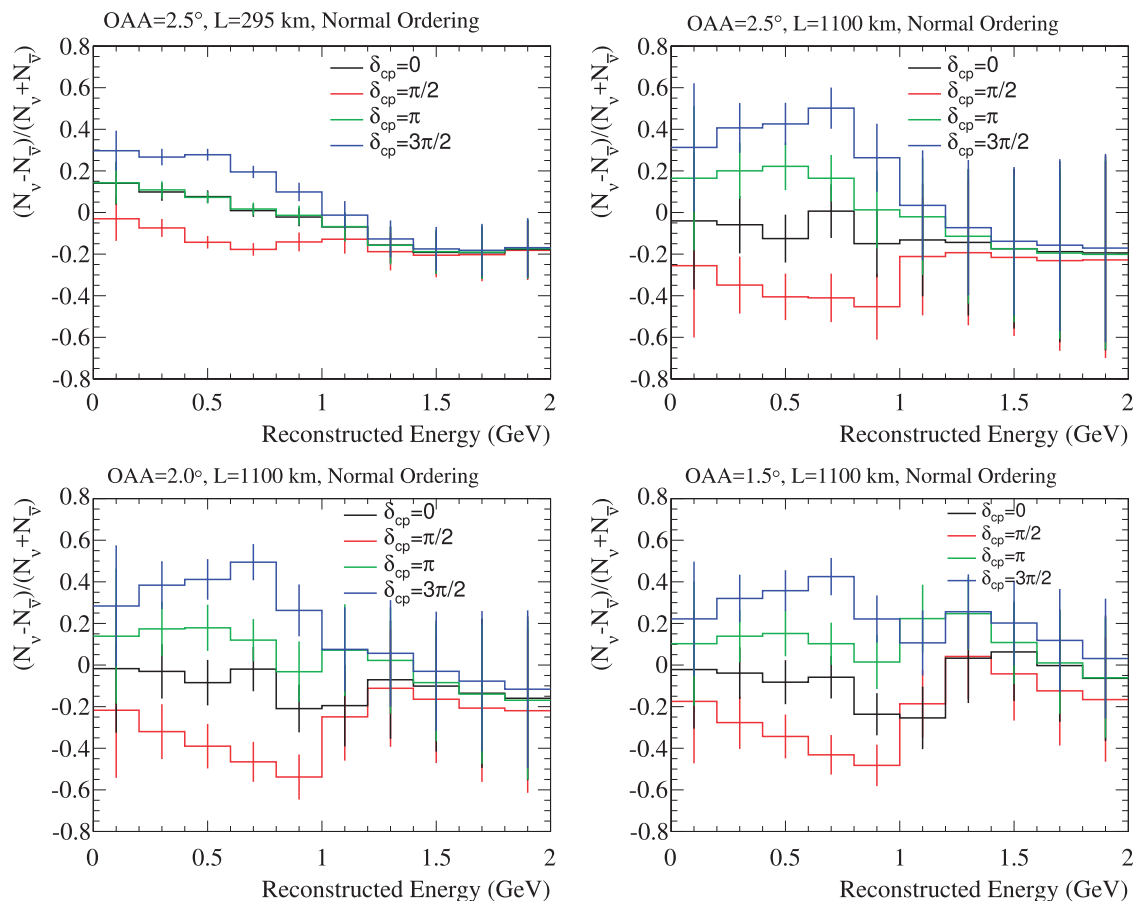 OAA=2.5°, L=295 km, Normal Ordering
(N_ν-N_ν̅)/(N_ν+N_ν̅)
0.8
0.6
0.4
0.2
0
-0.2
-0.4
-0.6
-0.8
δ_cp=0
δ_cp=π/2
δ_cp=π
δ_cp=3π/2
0 0.5 1 1.5 2
Reconstructed Energy (GeV)
OAA=2.5°, L=1100 km, Normal Ordering
(N_ν-N_ν̅)/(N_ν+N_ν̅)
0.8
0.6
0.4
0.2
0
-0.2
-0.4
-0.6
-0.8
δ_cp=0
δ_cp=π/2
δ_cp=π
δ_cp=3π/2
0 0.5 1 1.5 2
Reconstructed Energy (GeV)
OAA=2.0°, L=1100 km, Normal Ordering
(N_ν-N_ν̅)/(N_ν+N_ν̅)
0.8
0.6
0.4
0.2
0
-0.2
-0.4
-0.6
-0.8
δ_cp=0
δ_cp=π/2
δ_cp=π
δ_cp=3π/2
0 0.5 1 1.5 2
Reconstructed Energy (GeV)
OAA=1.5°, L=1100 km, Normal Ordering
(N_ν-N_ν̅)/(N_ν+N_ν̅)
0.8
0.6
0.4
0.2
0
-0.2
-0.4
-0.6
-0.8
δ_cp=0
δ_cp=π/2
δ_cp=π
δ_cp=3π/2
0 0.5 1 1.5 2
Reconstructed Energy (GeV)